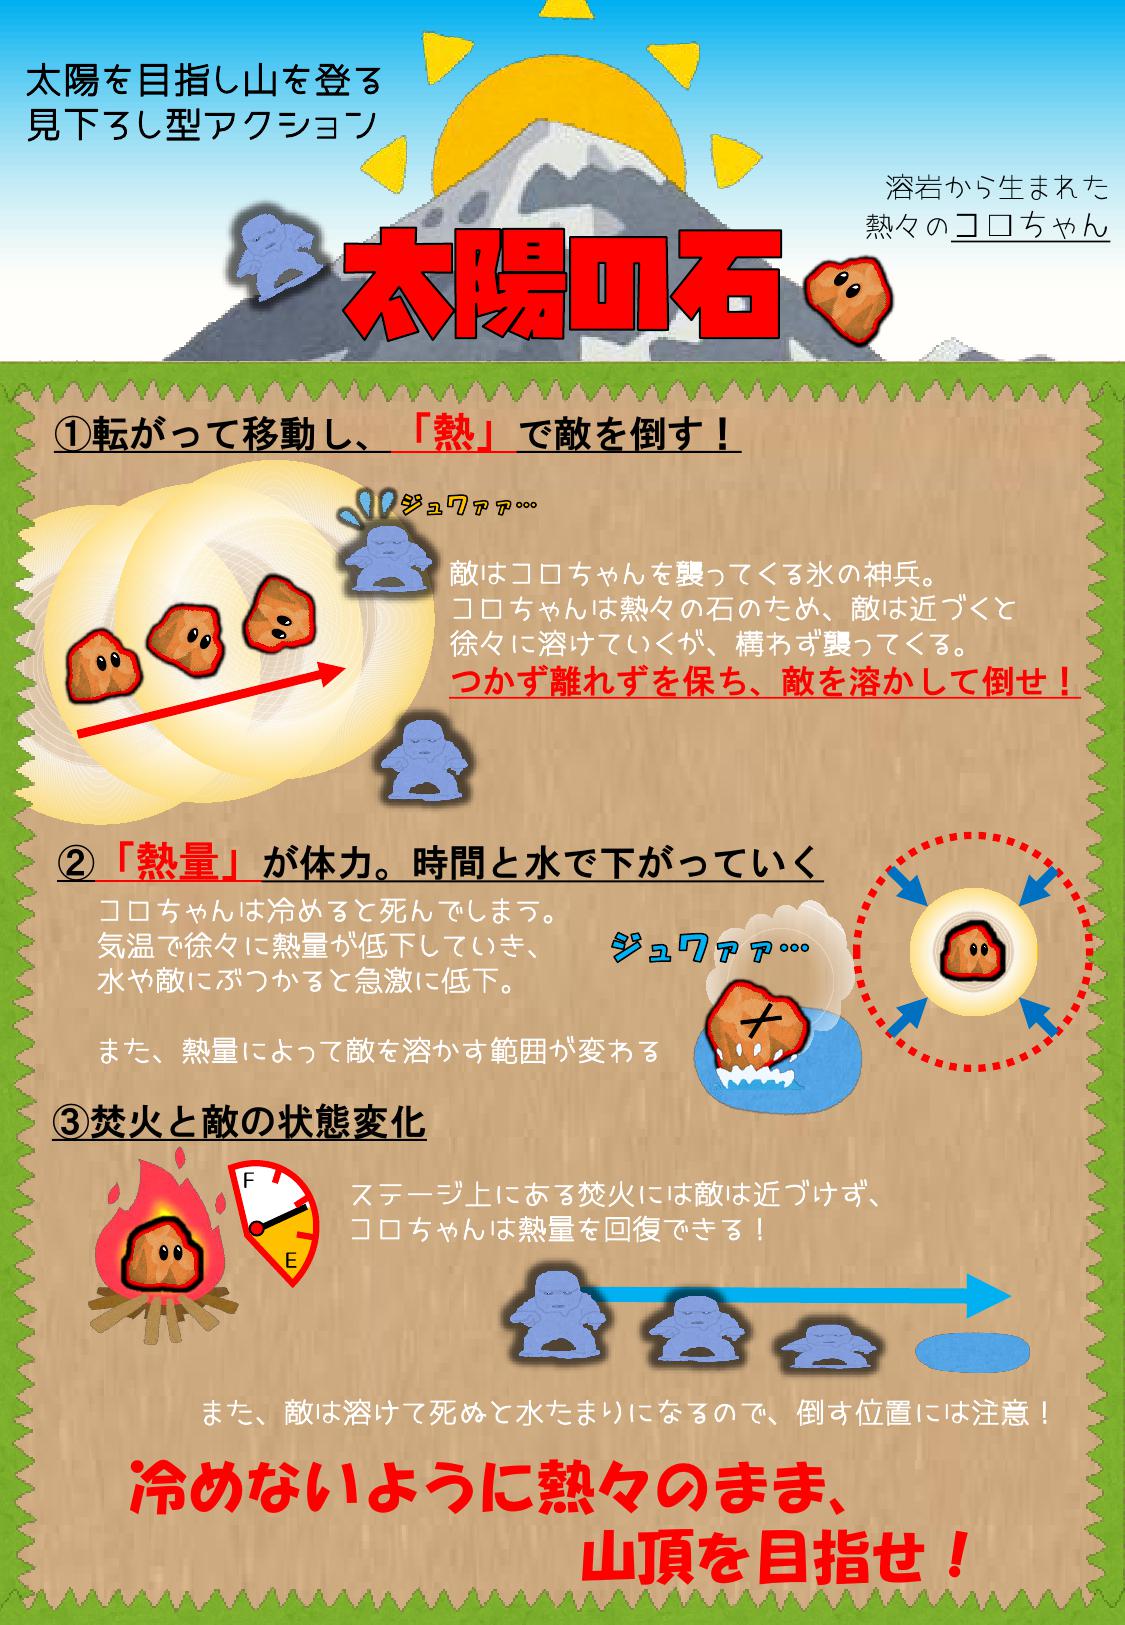 太陽を目指し山を登る
見下ろし型アクション
溶岩から生まれた
熱々のコロちゃん
太陽の石
①転がって移動し、「熱」で敵を倒す！
ジュワァァ…
敵はコロちゃんを襲ってくる氷の神兵。
コロちゃんは熱々の石のため、敵は近づくと
徐々に溶けていくが、構わず襲ってくる。
つかず離れずを保ち、敵を溶かして倒せ！
②「熱量」が体力。時間と水で下がっていく
コロちゃんは冷めると死んでしまう。
気温で徐々に熱量が低下していき、
水や敵にぶつかると急激に低下。
ジュワァァ…
また、熱量によって敵を溶かす範囲が変わる
③焚火と敵の状態変化
F
E
ステージ上にある焚火には敵は近づけず、
コロちゃんは熱量を回復できる！
また、敵は溶けて死ぬと水たまりになるので、倒す位置には注意！
冷めないように熱々のまま、
山頂を目指せ！